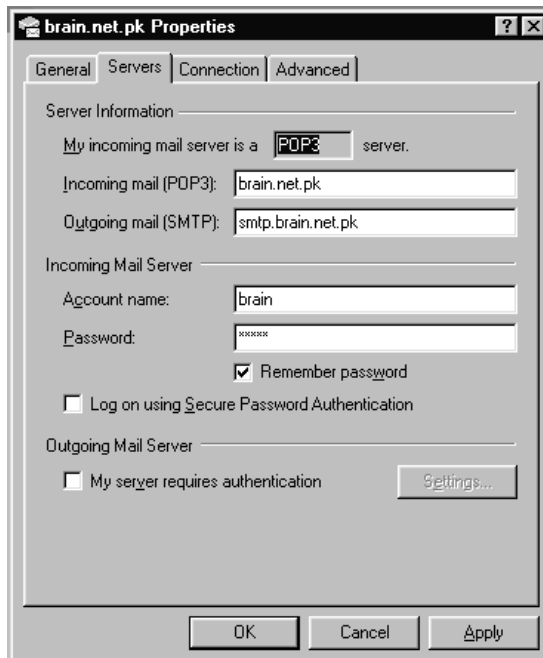 brain.net.pk Properties
General Servers Connection Advanced
Server Information
My incoming mail server is a POP3 server.
Incoming mail (POP3): brain.net.pk
Outgoing mail (SMTP): smtp.brain.net.pk
Incoming Mail Server
Account name: brain
Password: *****
Remember password
Log on using Secure Password Authentication
Outgoing Mail Server
My server requires authentication Settings...
OK Cancel Apply